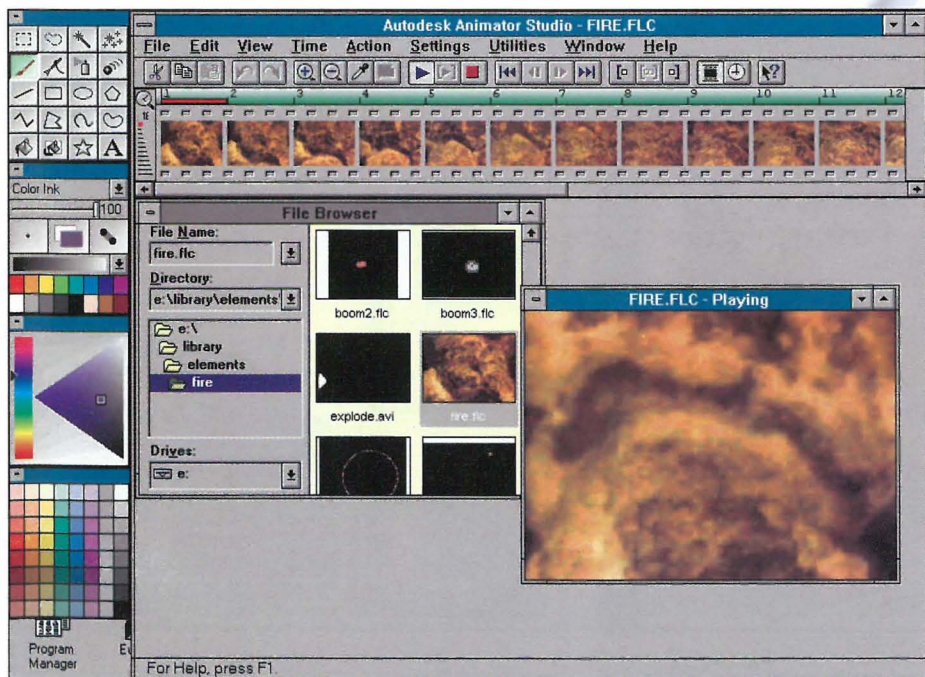 Autodesk Animator Studio - FIRE.FLC
File Edit View Time Action Settings Utilities Window Help
1 2 3 4 5 6 7 8 9 10 11 12
A
Color Ink
100
File Browser
File Name:
fire.flc
Directory:
e:\library\elements
e:\
library
elements
fire
Drives:
e:
boom2.flc boom3.flc
explode.avi fire.flc
FIRE.FLC - Playing
Program
Manager
For Help, press F1.